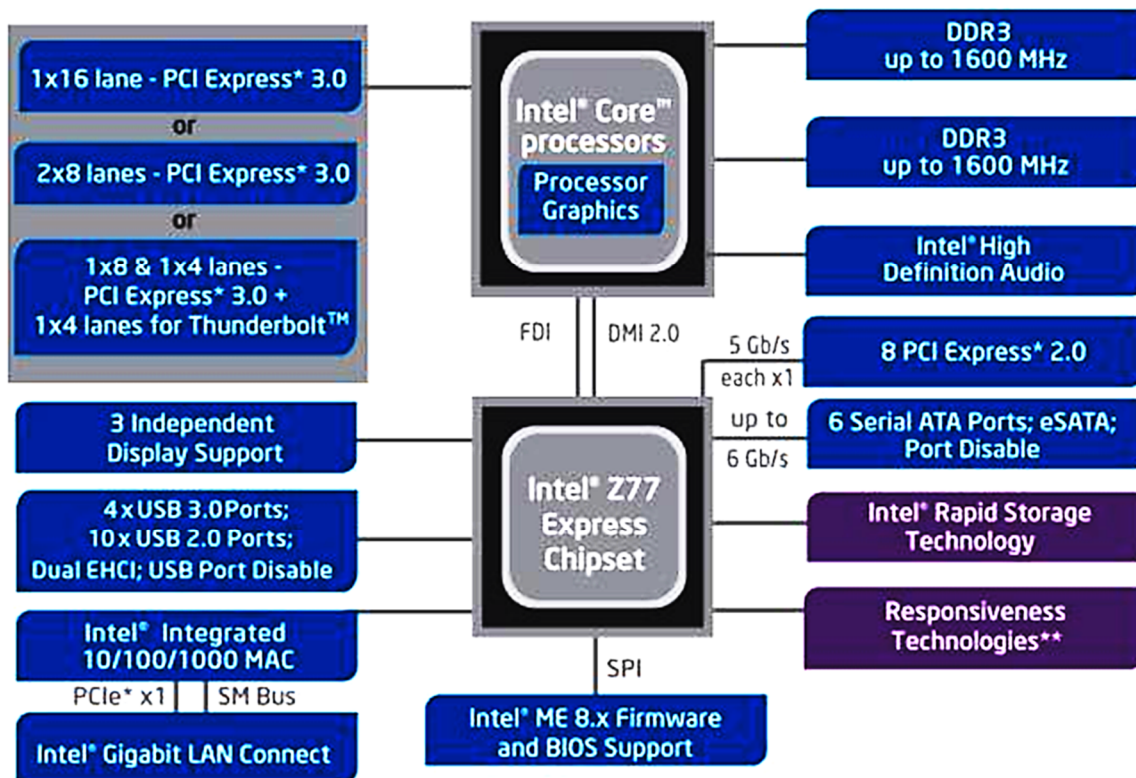 1x16 lane - PCI Express* 3.0
or
2x8 lanes - PCI Express* 3.0
or
1x8 & 1x4 lanes -
PCI Express* 3.0 +
1x4 lanes for Thunderbolt™
Intel® Core™
processors
Processor
Graphics
DDR3
up to 1600 MHz
DDR3
up to 1600 MHz
Intel® High
Definition Audio
FDI
DMI 2.0
5 Gb/s
each x1
8 PCI Express* 2.0
up to
6 Gb/s
6 Serial ATA Ports; eSATA;
Port Disable
3 Independent
Display Support
4x USB 3.0 Ports;
10x USB 2.0 Ports;
Dual EHCI; USB Port Disable
Intel® Z77
Express
Chipset
Intel® Rapid Storage
Technology
Intel® Integrated
10/100/1000 MAC
Responsiveness
Technologies**
PCIe* x1
SM Bus
SPI
Intel® Gigabit LAN Connect
Intel® ME 8.x Firmware
and BIOS Support